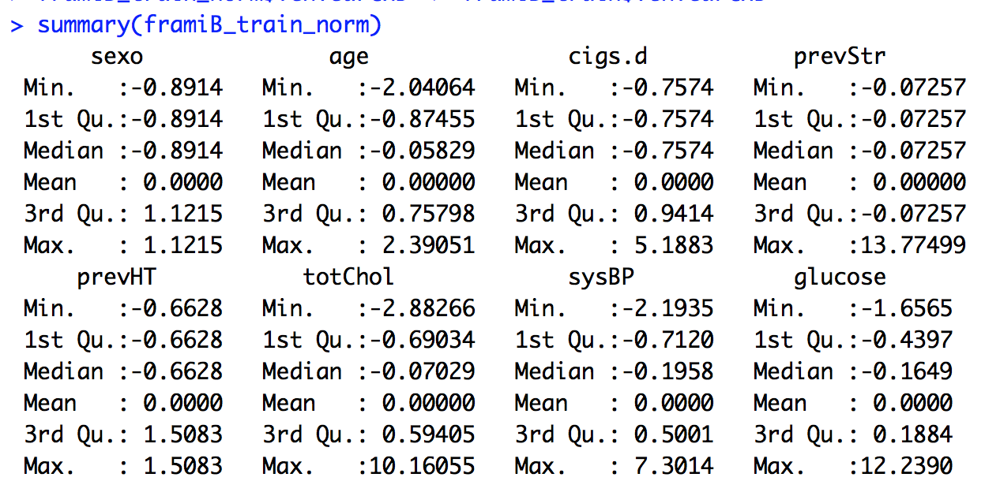 > summary(framiB_train_norm)
sexo age cigs.d prevStr
Min. :-0.8914 Min. :-2.04064 Min. :-0.7574 Min. :-0.07257
1st Qu.:-0.8914 1st Qu.:-0.87455 1st Qu.:-0.7574 1st Qu.:-0.07257
Median :-0.8914 Median :-0.05829 Median :-0.7574 Median :-0.07257
Mean : 0.0000 Mean : 0.00000 Mean : 0.0000 Mean : 0.00000
3rd Qu.: 1.1215 3rd Qu.: 0.75798 3rd Qu.: 0.9414 3rd Qu.:-0.07257
Max. : 1.1215 Max. : 2.39051 Max. : 5.1883 Max. :13.77499
prevHT totChol sysBP glucose
Min. :-0.6628 Min. :-2.88266 Min. :-2.1935 Min. :-1.6565
1st Qu.:-0.6628 1st Qu.:-0.69034 1st Qu.:-0.7120 1st Qu.:-0.4397
Median :-0.6628 Median :-0.07029 Median :-0.1958 Median :-0.1649
Mean : 0.0000 Mean : 0.00000 Mean : 0.0000 Mean : 0.0000
3rd Qu.: 1.5083 3rd Qu.: 0.59405 3rd Qu.: 0.5001 3rd Qu.: 0.1884
Max. : 1.5083 Max. :10.16055 Max. : 7.3014 Max. :12.2390